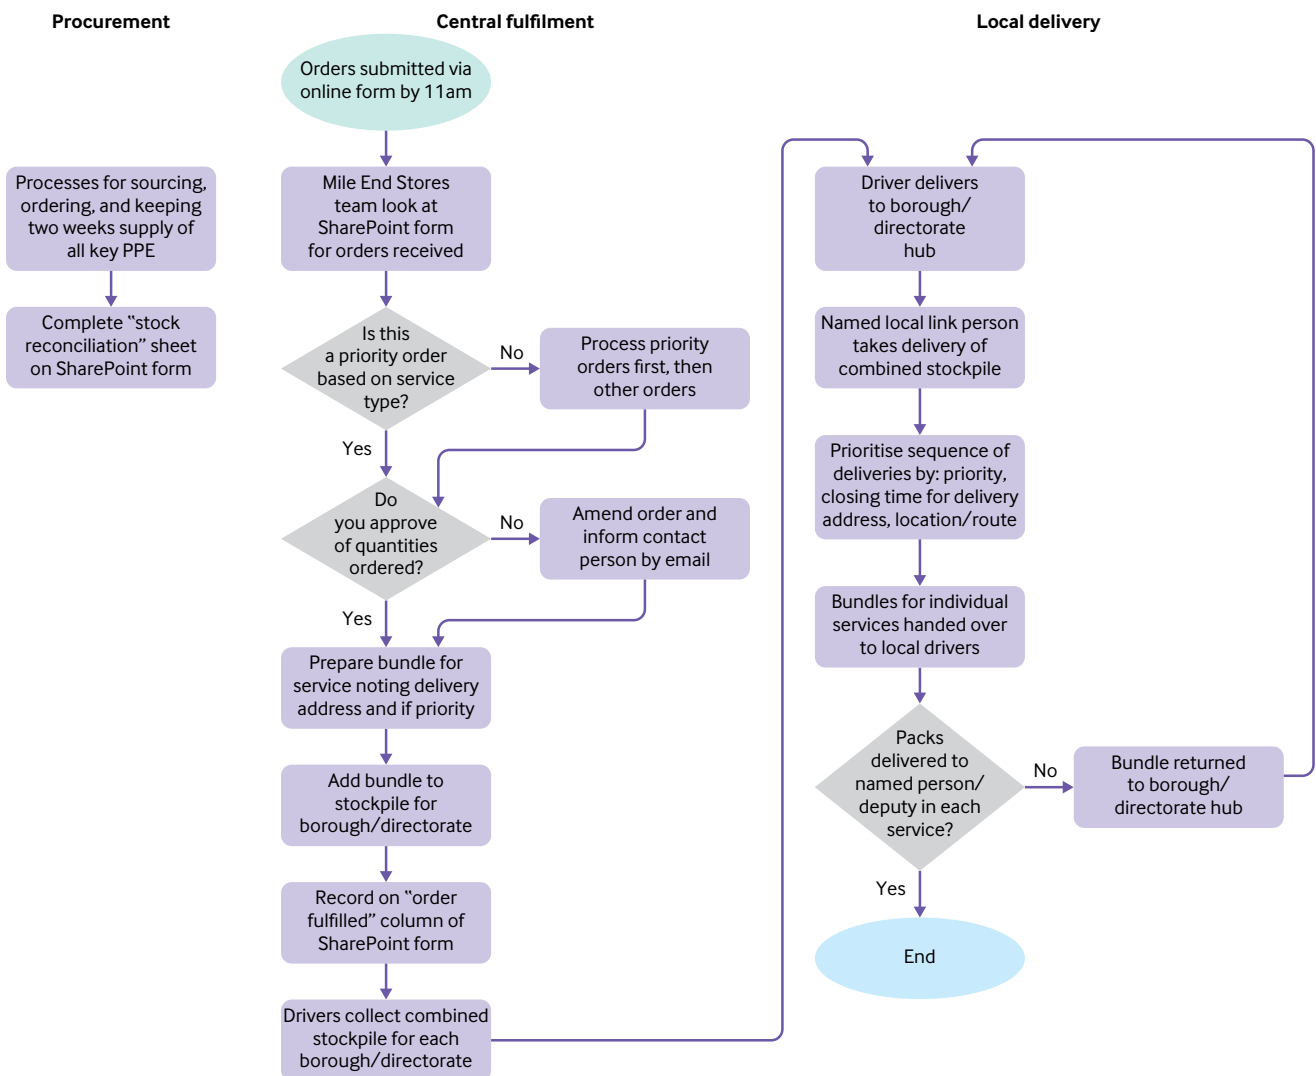 Procurement
Central fulfilment
Local delivery
Orders submitted via
online form by 11am
Processes for sourcing,
ordering, and keeping
two weeks supply of
all key PPE
Complete “stock
reconciliation” sheet
on SharePoint form
Mile End Stores
team look at
SharePoint form
for orders received
Is this
a priority order
based on service
type?
No
Process priority
orders first, then
other orders
Yes
Do
you approve
of quantities
ordered?
No
Amend order and
inform contact
person by email
Yes
Prepare bundle for
service noting delivery
address and if priority
Add bundle to
stockpile for
borough/directorate
Record on “order
fulfilled” column of
SharePoint form
Drivers collect combined
stockpile for each
borough/directorate
Driver delivers
to borough/
directorate
hub
Named local link person
takes delivery of
combined stockpile
Prioritise sequence of
deliveries by: priority,
closing time for delivery
address, location/route
Bundles for individual
services handed over
to local drivers
Packs
delivered to
named person/
deputy in each
service?
No
Bundle returned
to borough/
directorate hub
Yes
End